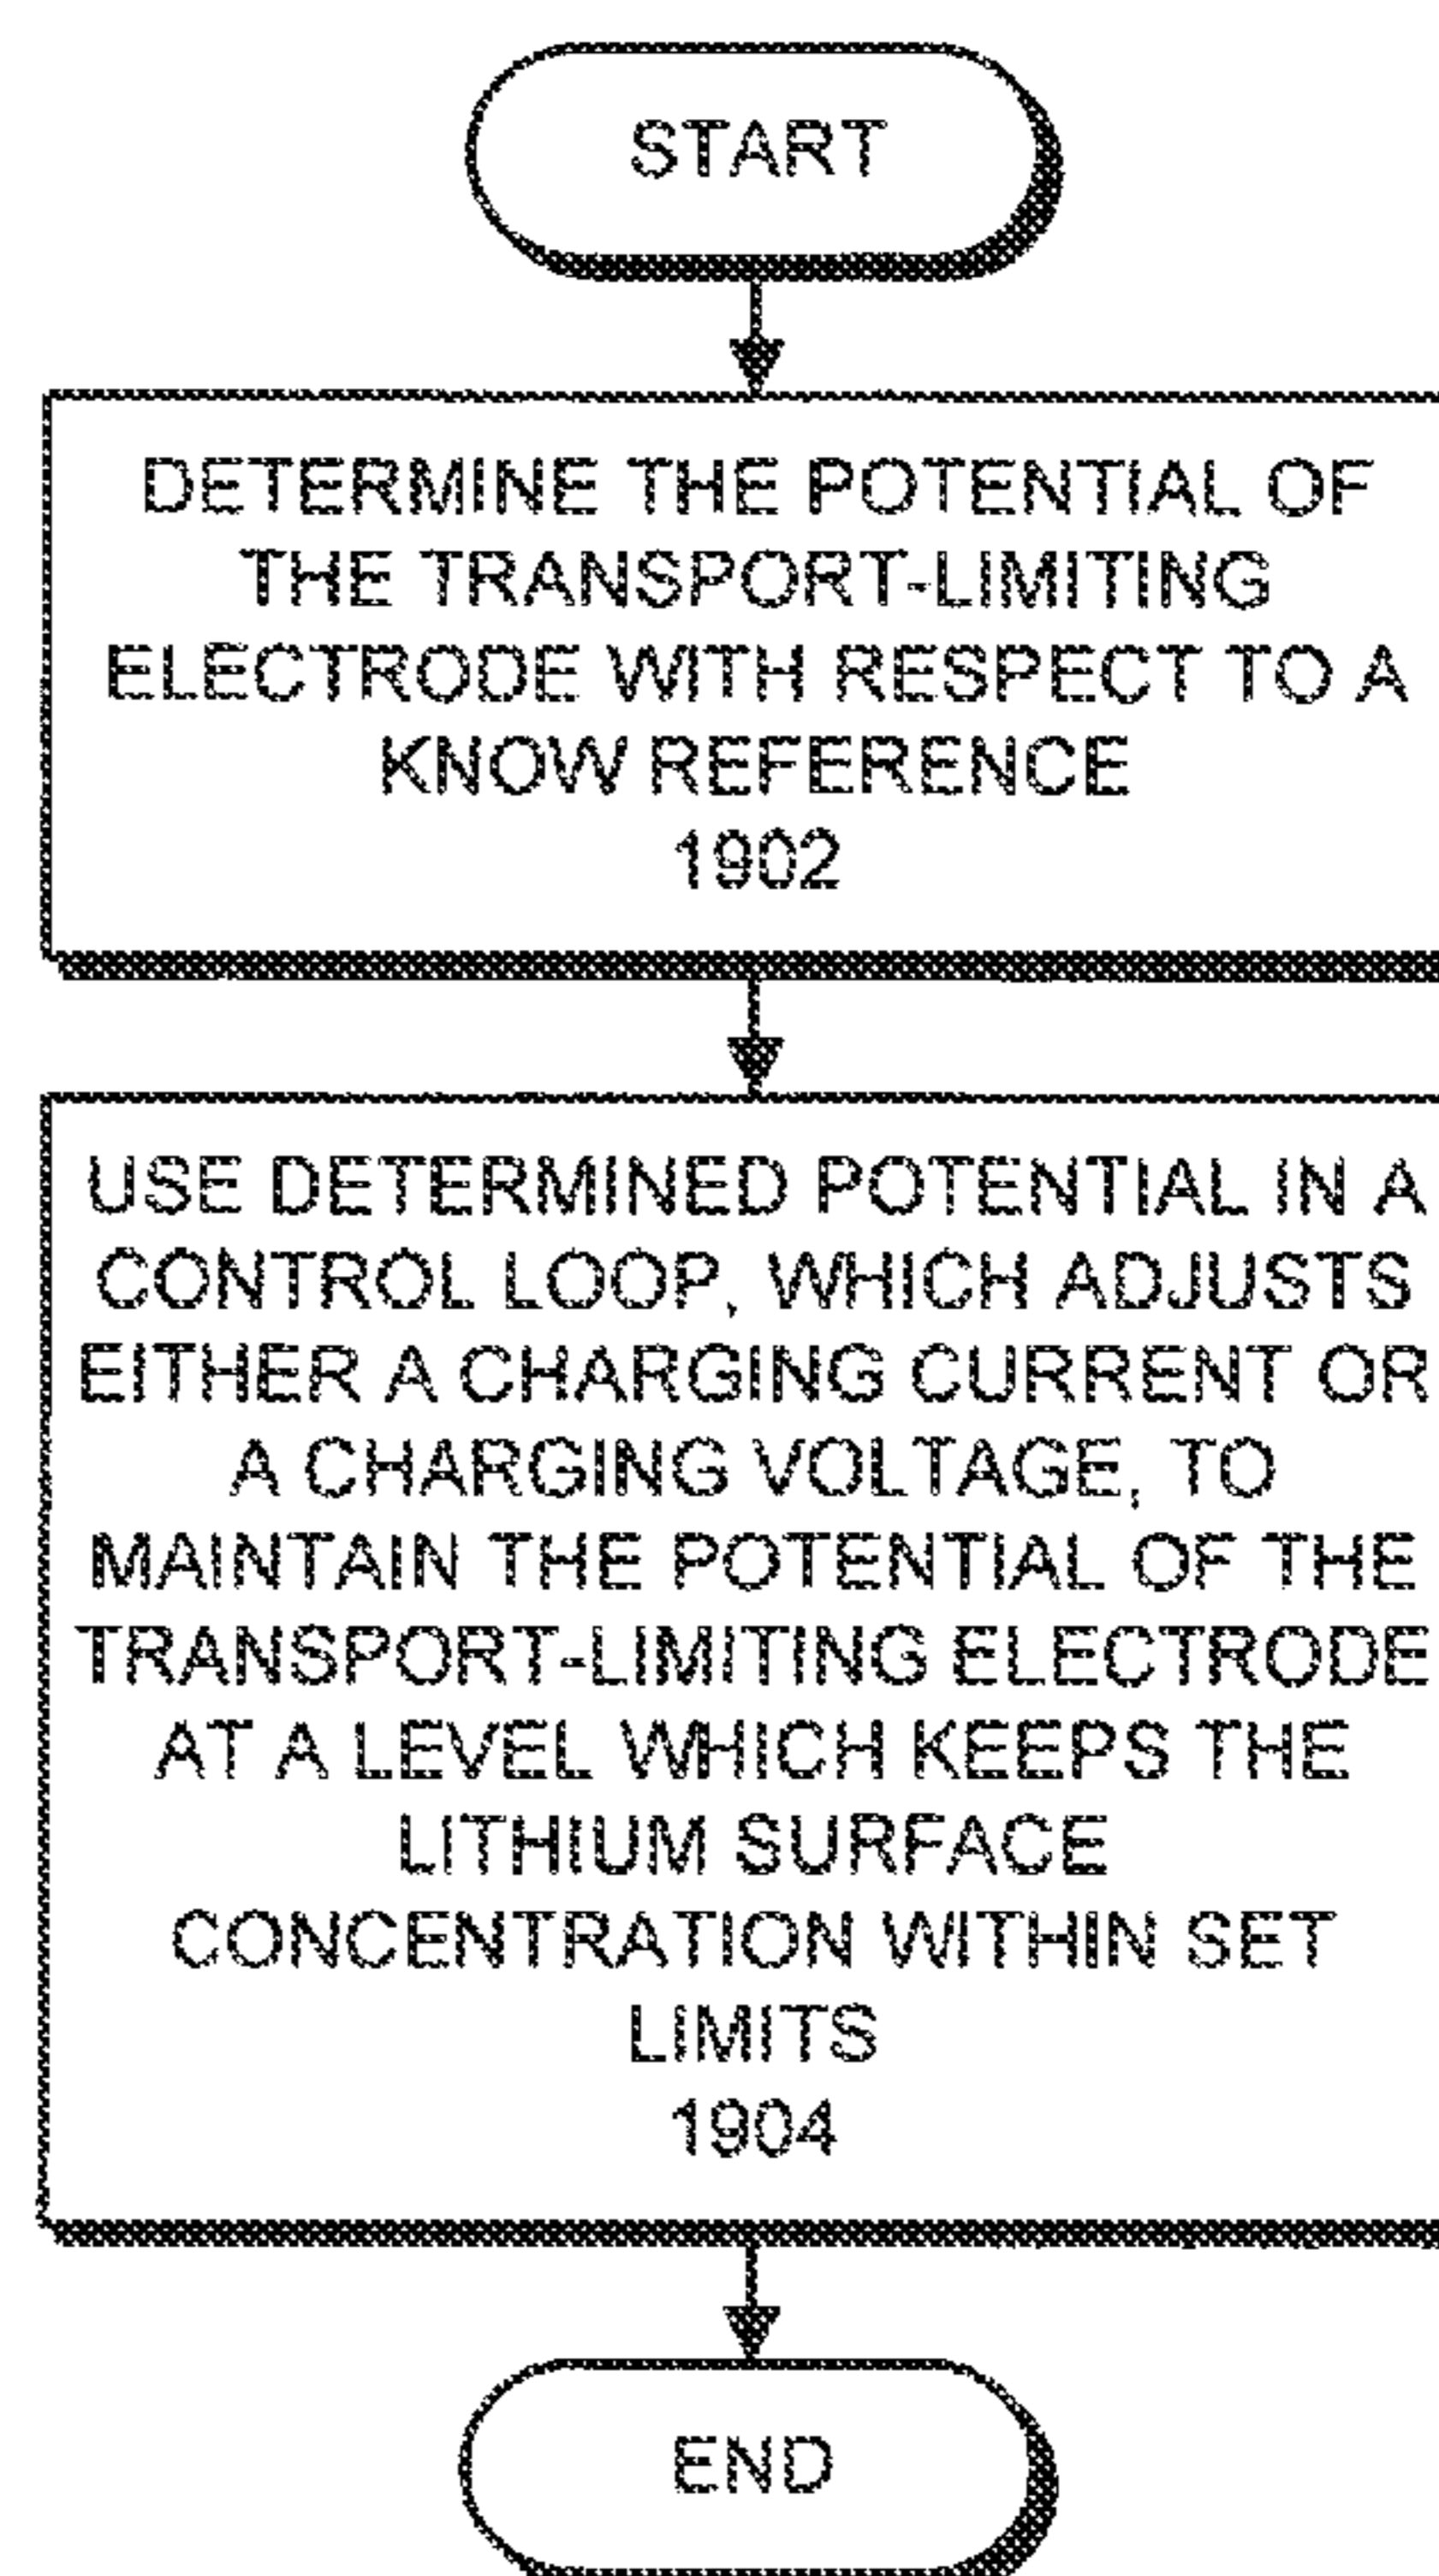 START
DETERMINE THE POTENTIAL OF
THE TRANSPORT-LIMITING
ELECTRODE WITH RESPECT TO A
KNOW REFERENCE
1902
USE DETERMINED POTENTIAL IN A
CONTROL LOOP, WHICH ADJUSTS
EITHER A CHARGING CURRENT OR
A CHARGING VOLTAGE, TO
MAINTAIN THE POTENTIAL OF THE
TRANSPORT-LIMITING ELECTRODE
AT A LEVEL WHICH KEEPS THE
LITHIUM SURFACE
CONCENTRATION WITHIN SET
LIMITS
1904
END